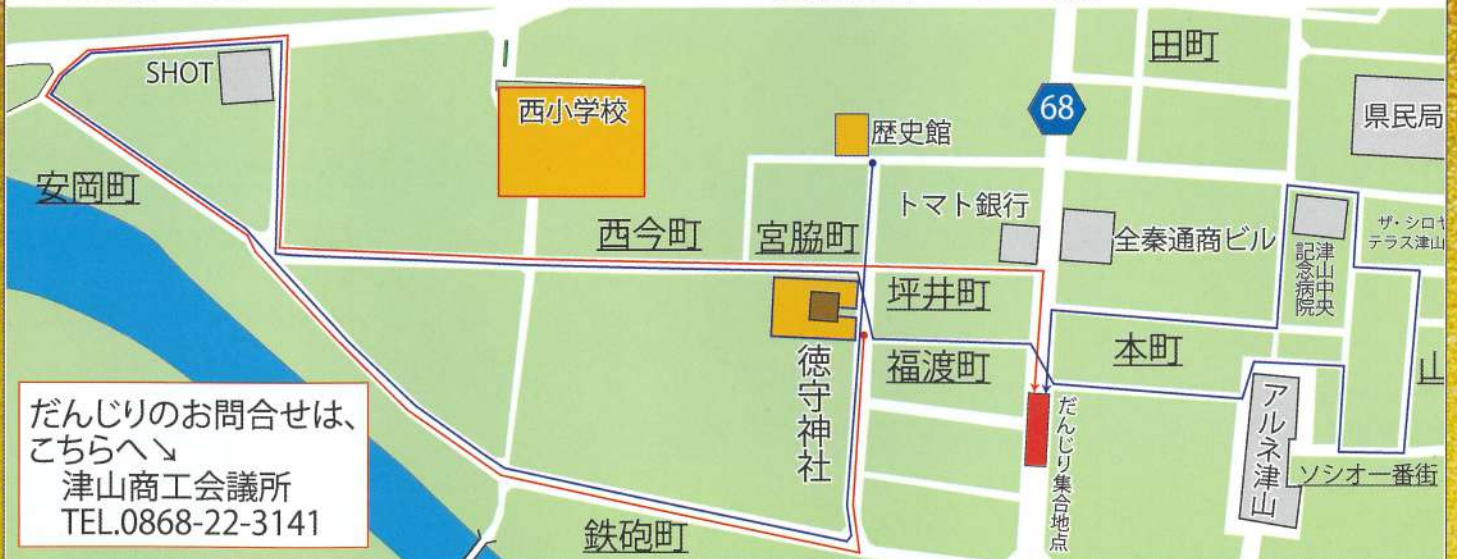 田町
SHOT
68
西小学校
歴史館
県民局
安岡町
トマト銀行
西今町
宮脇町
全秦通商ビル
ザ・シロヤ
テラス津山
津山中央
記念病院
坪井町
本町
福渡町
山
徳守神社
だんじり集合地点
アルネ津山
ソシオ一番街
だんじりのお問合せは、
こちらへ↘
津山商工会議所
TEL.0868-22-3141
鉄砲町